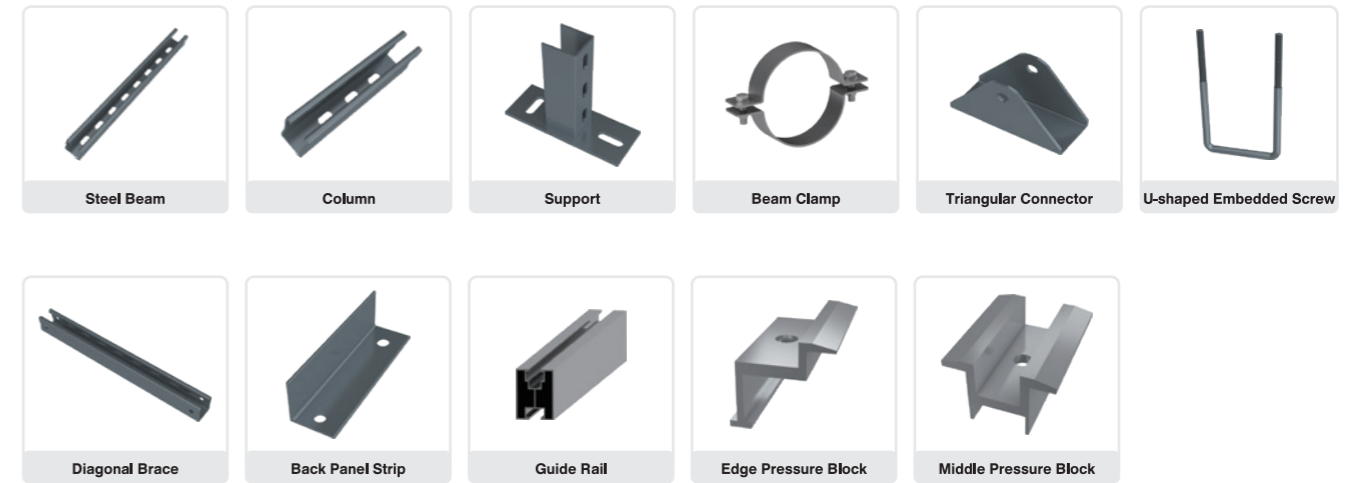 Steel Beam
Column
Support
Beam Clamp
Triangular Connector
U-shaped Embedded Screw
Diagonal Brace
Back Panel Strip
Guide Rail
Edge Pressure Block
Middle Pressure Block